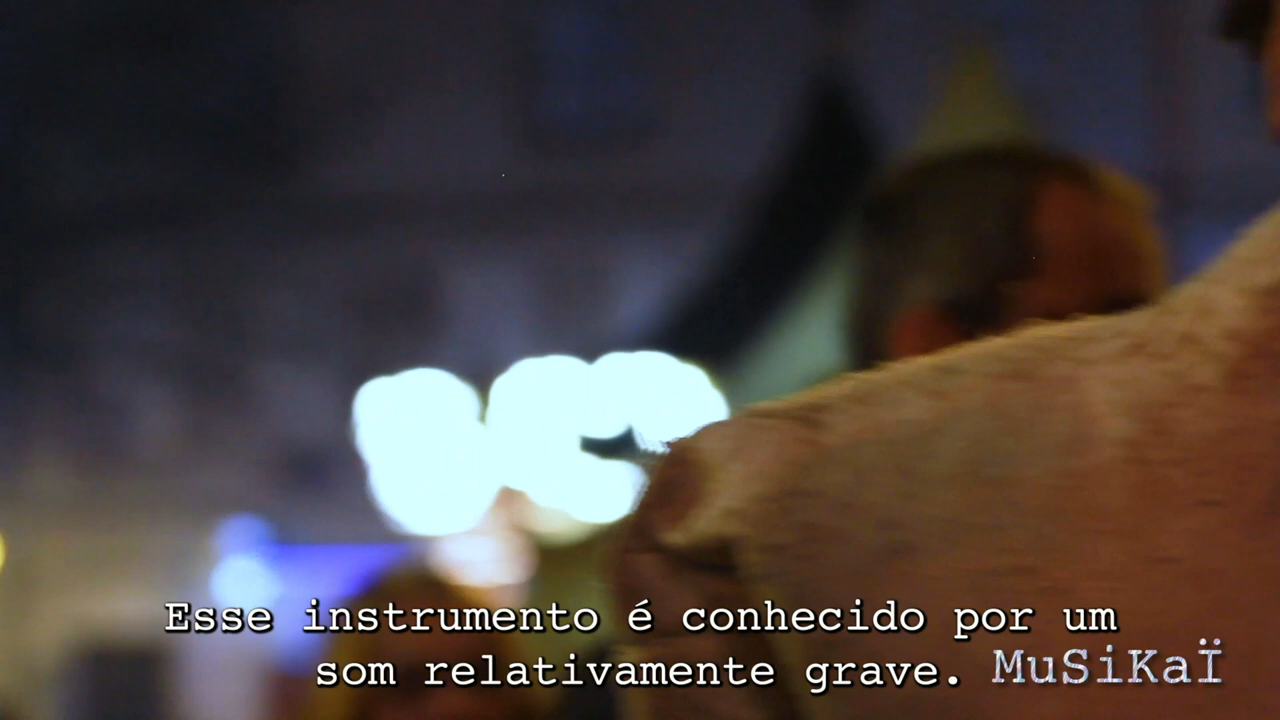 Esse instrumento é conhecido por um
som relativamente grave.
MuSiKaÏ